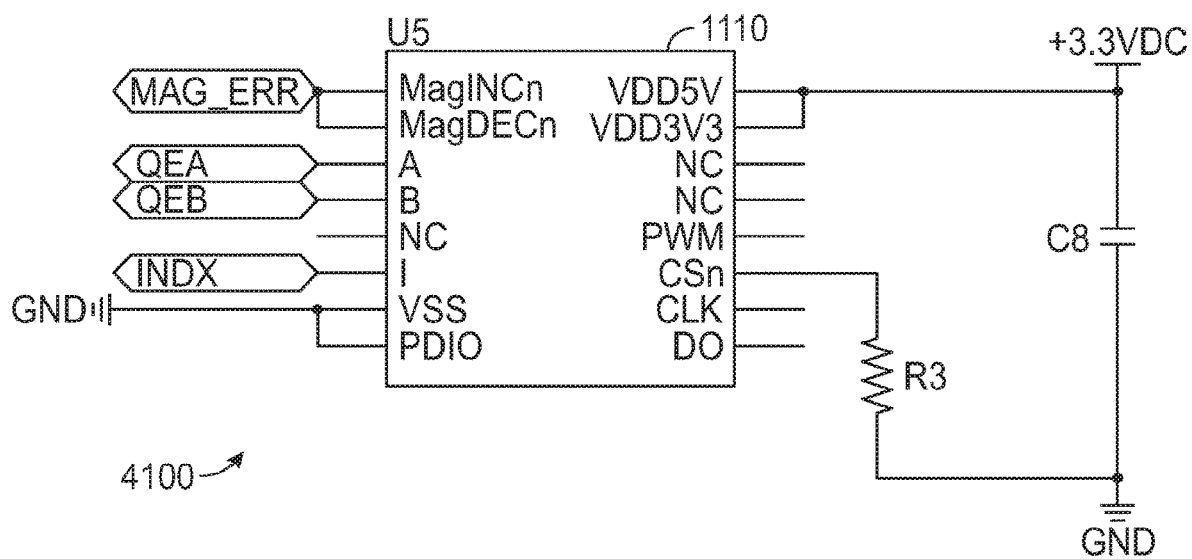 U5
1110
+3.3VDC
MAG_ERR
MagINCn
MagDECn
QEA
A
QEB
B
NC
INDX
I
GND
VSS
PDIO
VDD5V
VDD3V3
NC
NC
PWM
CSn
CLK
DO
C8
R3
4100
GND